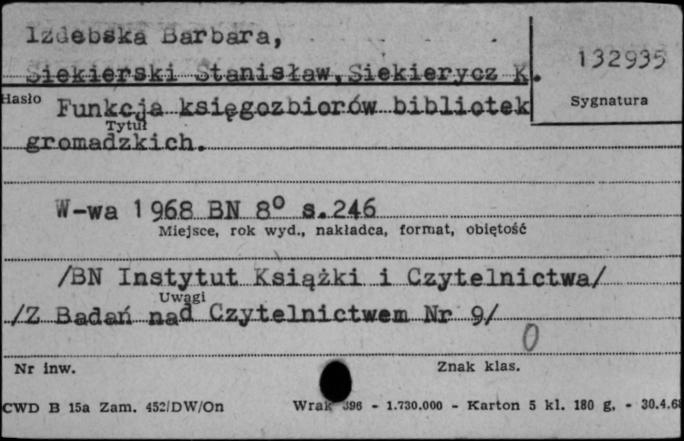 Izdebska Barbara,
Siekierski Stanisław, Siekierycz K.
132935
Hasło
Sygnatura
Funkcja księgozbiorów bibliotek
Tytuł
gromadzkich.
W-wa 1968 BN 8° s.246
Miejsce, rok wyd., nakładca, format, objętość
/BN Instytut Książki i Czytelnictwa/
Uwagi
/Z Badań nad Czytelnictwem Nr 9/
0
Nr inw.
Znak klas.
CWD B 15a Zam. 452/DW/On
396 - 1.730.000 - Karton 5 kl. 180 g. - 30.4.68